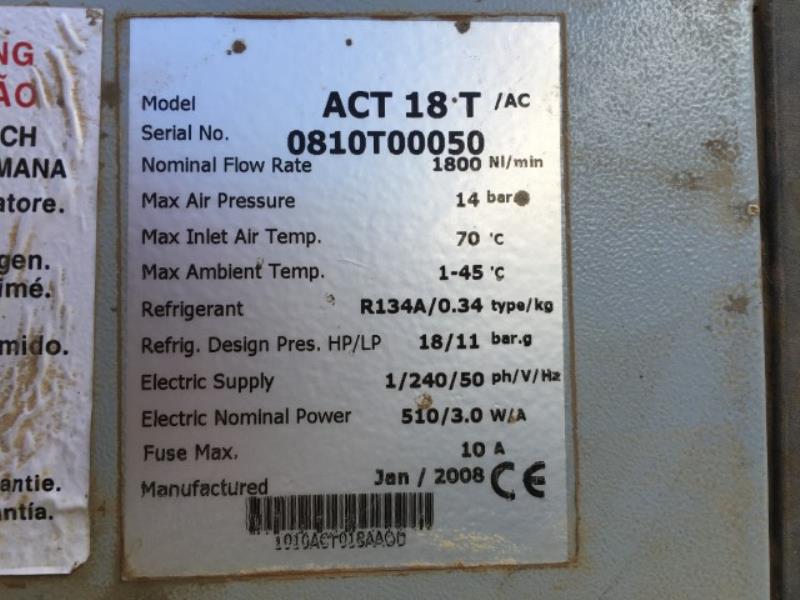 NG
ÃO
CH
MANA
atore.
gen.
imé.
mido.
antie.
antía.
Model ACT 18 T /AC
Serial No. 0810T00050
Nominal Flow Rate 1800 Nl/min
Max Air Pressure 14 bar
Max Inlet Air Temp. 70 °C
Max Ambient Temp. 1-45 °C
Refrigerant R134A/0.34 type/kg
Refrig. Design Pres. HP/LP 18/11 bar.g
Electric Supply 1/240/50 ph/V/Hz
Electric Nominal Power 510/3.0 W/A
Fuse Max. 10 A
Manufactured Jan / 2008 CE